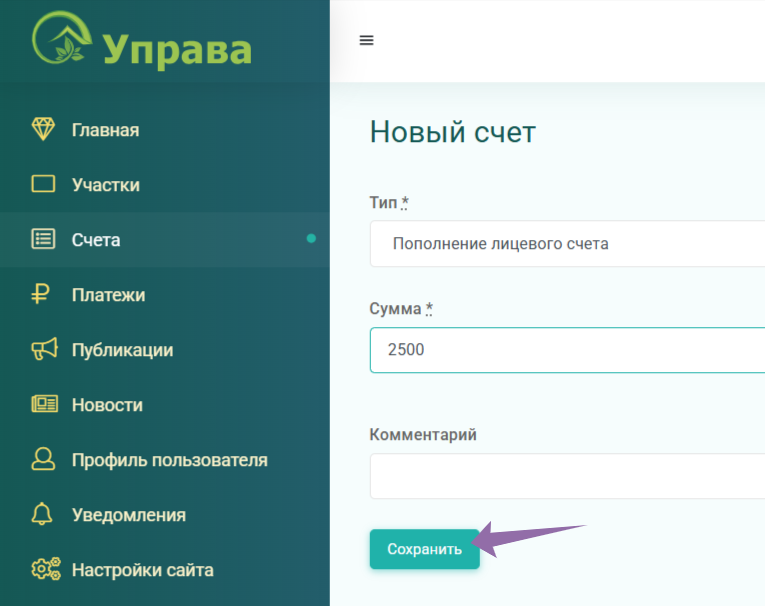 Управа
Главная
Участки
Счета
Платежи
Публикации
Новости
Профиль пользователя
Уведомления
Настройки сайта
Новый счет
Тип *
Пополнение лицевого счета
Сумма *
2500
Комментарий
Сохранить